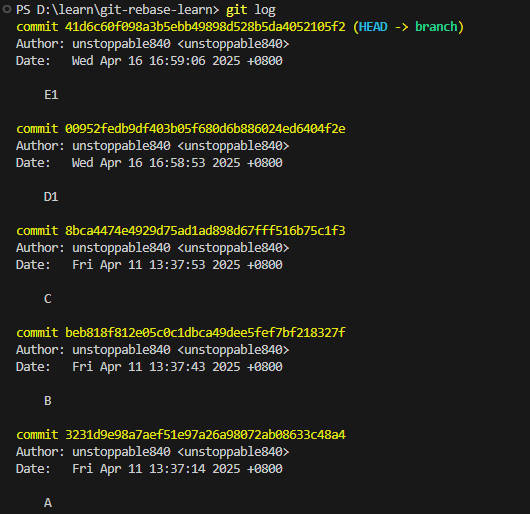 PS D:\learn\git-rebase-learn> git log
commit 41d6c60f098a3b5ebb49898d528b5da4052105f2 (HEAD -> branch)
Author: unstoppable840 <unstoppable840>
Date:   Wed Apr 16 16:59:06 2025 +0800
E1
commit 00952fedb9df403b05f680d6b886024ed6404f2e
Author: unstoppable840 <unstoppable840>
Date:   Wed Apr 16 16:58:53 2025 +0800
D1
commit 8bca4474e4929d75ad1ad898d67fff516b75c1f3
Author: unstoppable840 <unstoppable840>
Date:   Fri Apr 11 13:37:53 2025 +0800
C
commit beb818f812e05c0c1dbca49dee5fef7bf218327f
Author: unstoppable840 <unstoppable840>
Date:   Fri Apr 11 13:37:43 2025 +0800
B
commit 3231d9e98a7aef51e97a26a98072ab08633c48a4
Author: unstoppable840 <unstoppable840>
Date:   Fri Apr 11 13:37:14 2025 +0800
A